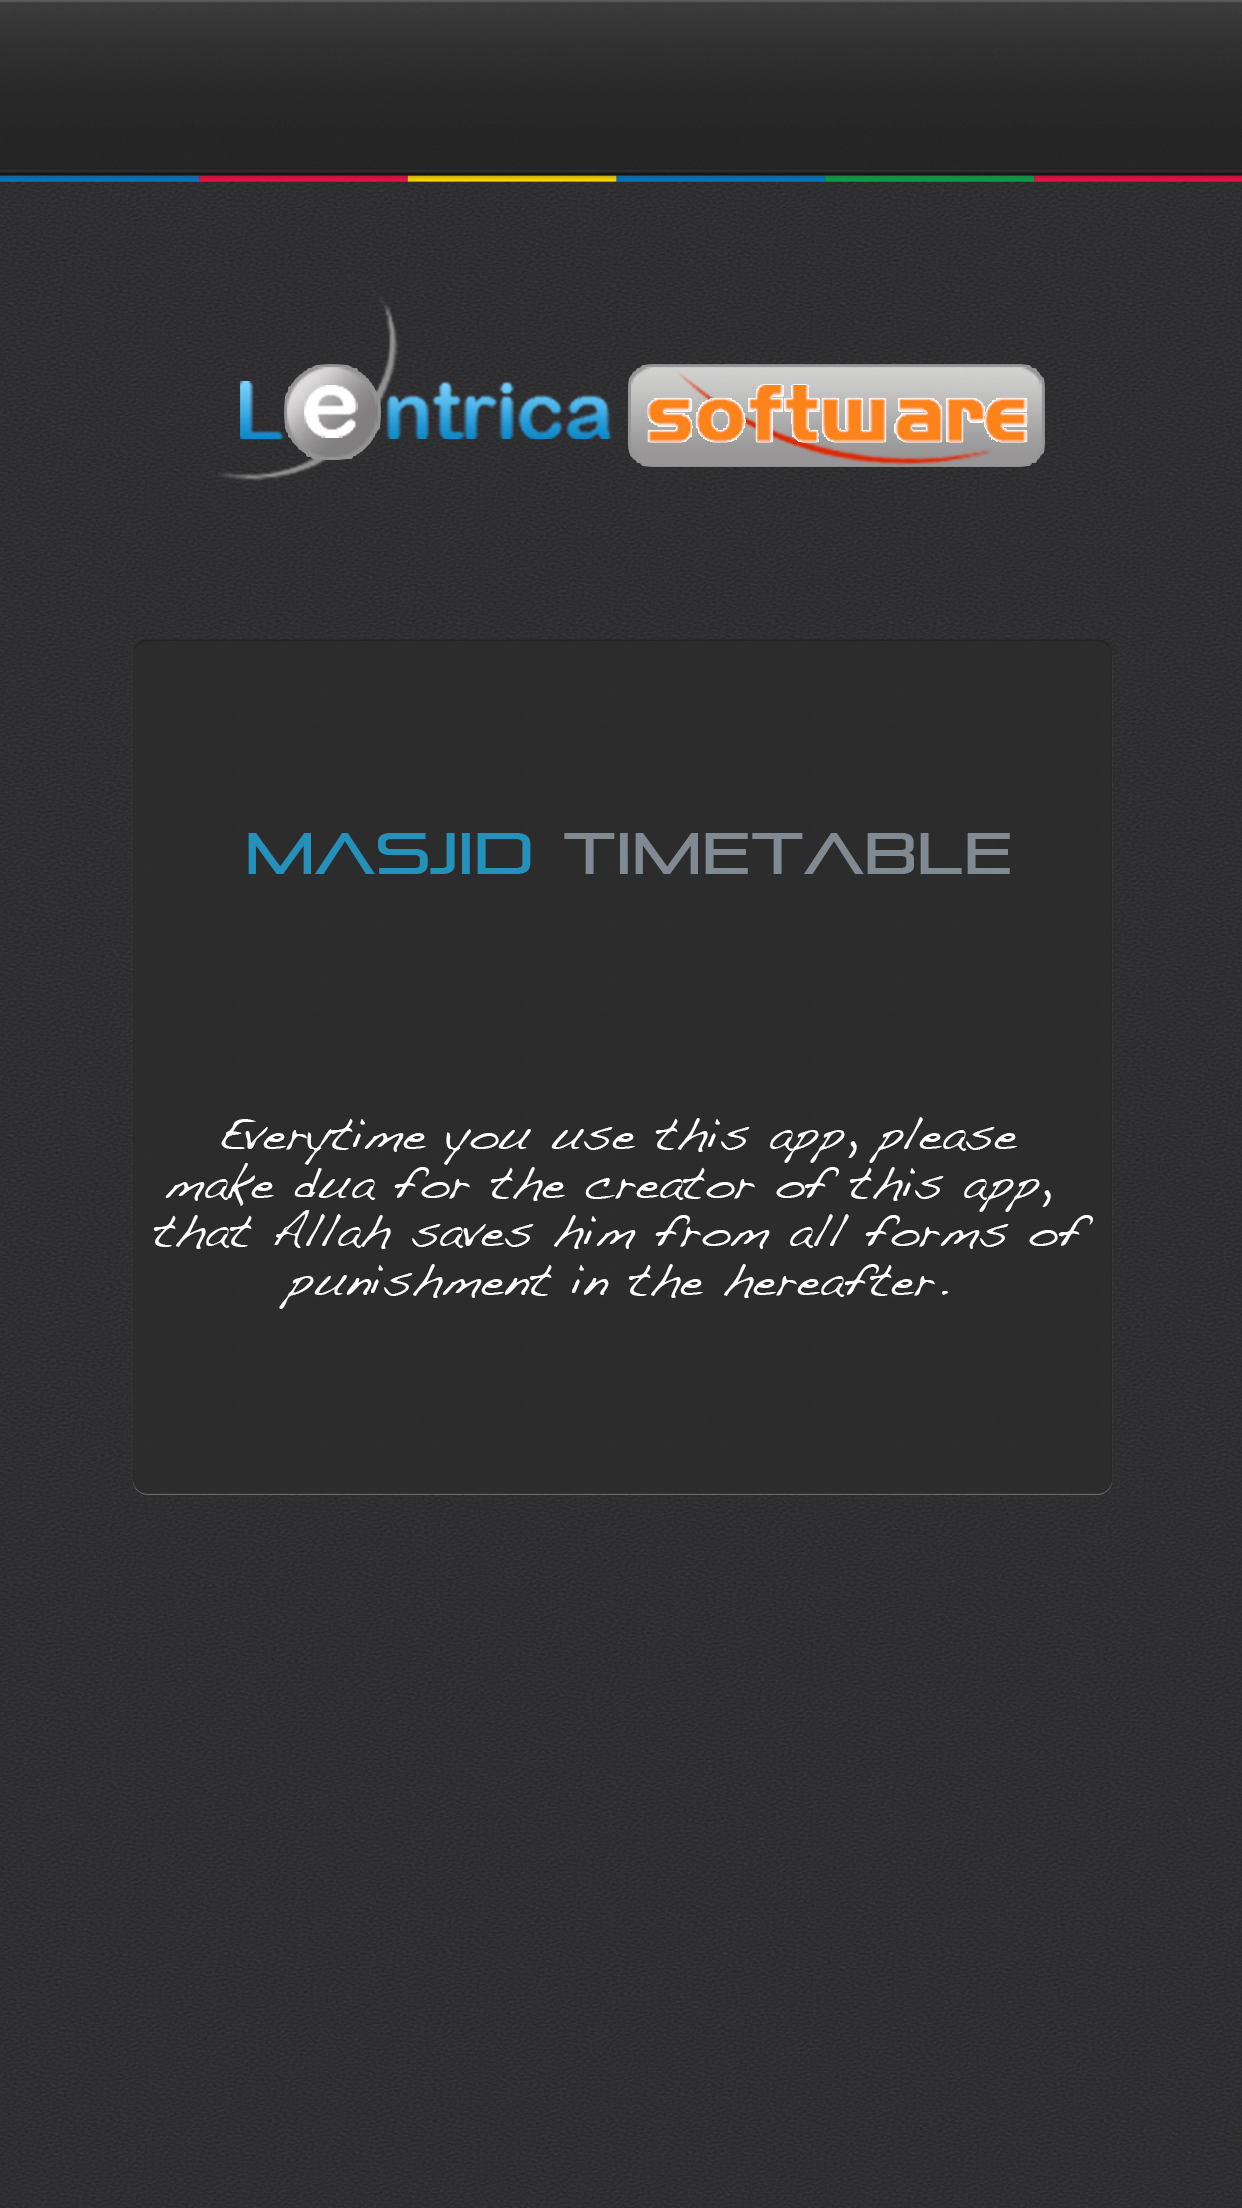 Lentrica software
MASJID TIMETABLE
Everytime you use this app, please
make dua for the creator of this app,
that Allah saves him from all forms of
punishment in the hereafter.